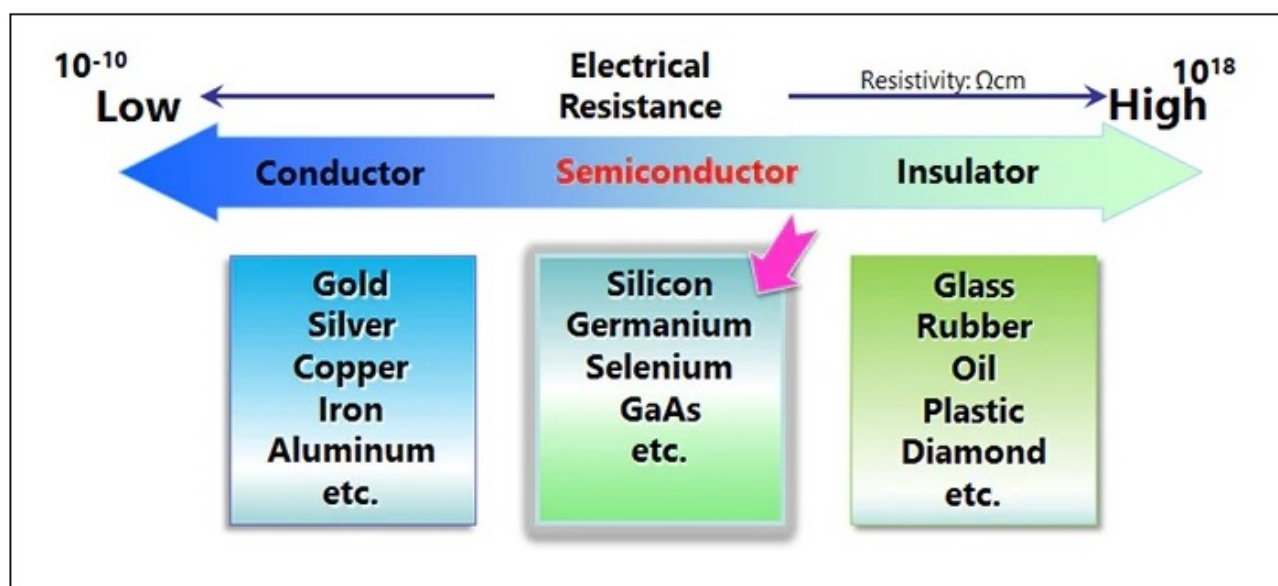 10⁻¹⁰
Low
Electrical
Resistance
Resistivity: Ωcm
10¹⁸
High
Conductor
Semiconductor
Insulator
Gold
Silver
Copper
Iron
Aluminum
etc.
Silicon
Germanium
Selenium
GaAs
etc.
Glass
Rubber
Oil
Plastic
Diamond
etc.